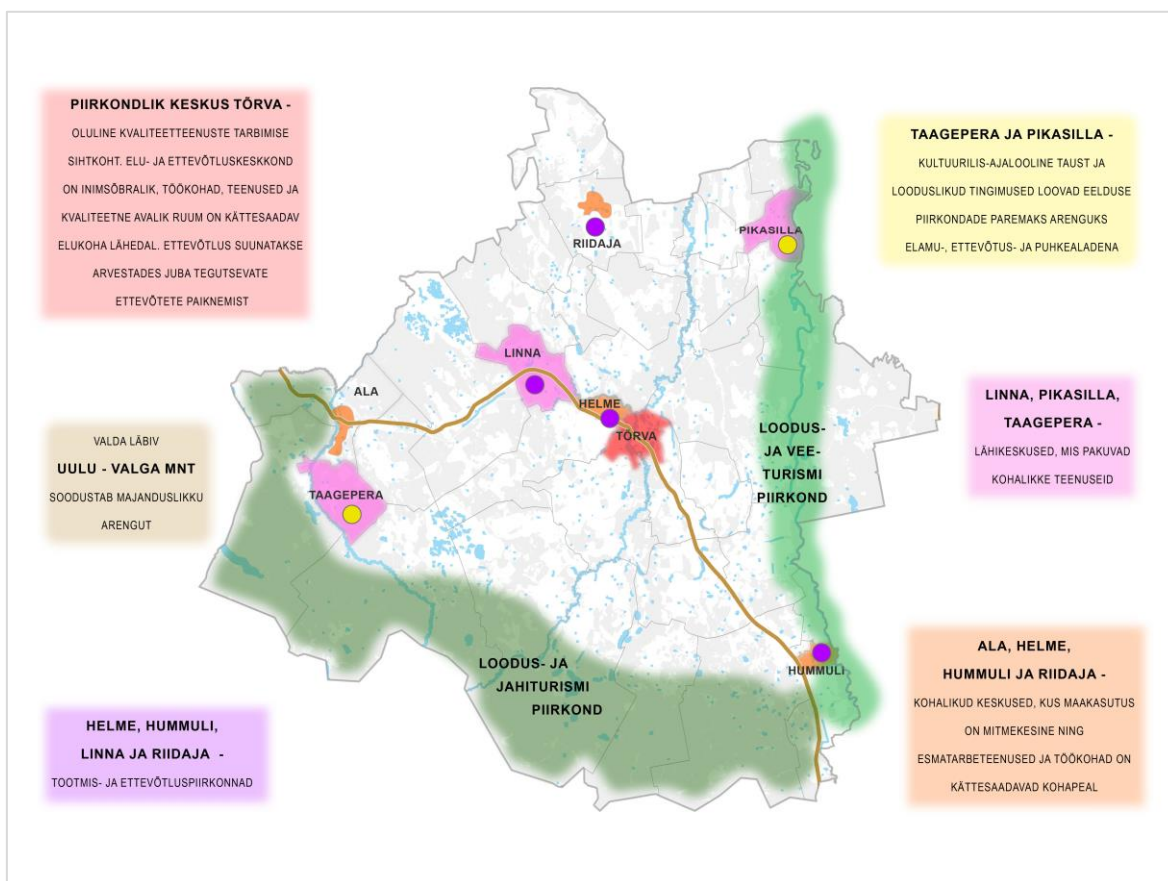 PIIRKONDLIK KESKUS TÕRVA -
OLULINE KVALITEETTEENUSTE TARBIMISE
SIHTKOHT. ELU- JA ETTEVÕTLUSKESKKOND
ON INIMSÕBRALIK, TÖÖKOHAD, TEENUSED JA
KVALITEETNE AVALIK RUUM ON KÄTTESAADAV
ELUKOHA LÄHEDAL. ETTEVÕTLUS SUUNATAKSE
ARVESTADES JUBA TEGUTSEVATE
ETTEVÕTETE PAIKNEMIST
TAAGEPERA JA PIKASILLA -
KULTUURILIS-AJALOOLINE TAUST JA
LOODUSLIKUD TINGIMUSED LOOVAD EELDUSE
PIIRKONDADE PAREMAKS ARENGUKS
ELAMU-, ETTEVÕTUS- JA PUHKEALADENA
RIIDAJA
PIKASILLA
LINNA
ALA
HELME
TÕRVA
LOODUS-
JA VEE-
TURISMI
PIIRKOND
LINNA, PIKASILLA,
TAAGEPERA -
LÄHIKESKUSED, MIS PAKUVAD
KOHALIKKE TEENUSEID
VALDA LÄBIV
UULU - VALGA MNT
SOODUSTAB MAJANDUSLIKKU
ARENGUT
TAAGEPERA
LOODUS- JA
JAHITURISMI
PIIRKOND
HUMMULI
ALA, HELME,
HUMMULI JA RIIDAJA -
KOHALIKUD KESKUSED, KUS MAAKASUTUS
ON MITMEKESINE NING
ESMATARBETEENUSED JA TÖÖKOHAD ON
KÄTTESAADAVAD KOHAPEAL
HELME, HUMMULI,
LINNA JA RIIDAJA -
TOOTMIS- JA ETTEVÕTLUSPIIRKONNAD